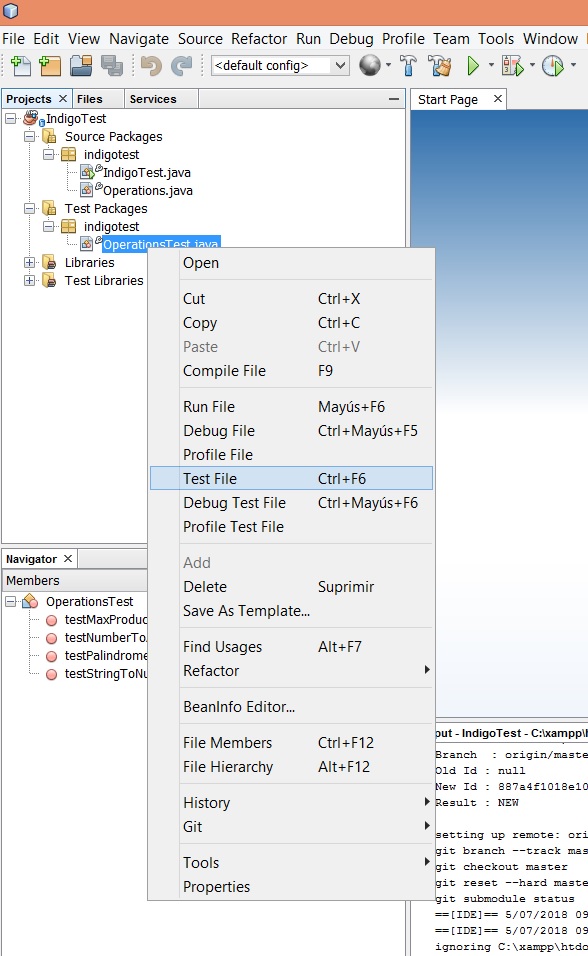 File Edit View Navigate Source Refactor Run Debug Profile Team Tools Window
<default config>
Projects Files Services
Start Page
IndigoTest
Source Packages
indigotest
IndigoTest.java
Operations.java
Test Packages
indigotest
OperationsTest.java
Libraries
Test Libraries
Open
Cut Ctrl+X
Copy Ctrl+C
Paste Ctrl+V
Compile File F9
Run File Mayús+F6
Debug File Ctrl+Mayús+F5
Profile File
Test File Ctrl+F6
Debug Test File Ctrl+Mayús+F6
Profile Test File
Add
Delete Suprimir
Save As Template...
Find Usages Alt+F7
Refactor
BeanInfo Editor...
File Members Ctrl+F12
File Hierarchy Alt+F12
History
Git
Tools
Properties
Navigator
Members
OperationsTest
testMaxProduc
testNumberTo
testPalindrome
testStringToNu
put - IndigoTest - C:\xampp\h
Branch : origin/maste
Old Id : null
New Id : 887a4f1018e10
Result : NEW
setting up remote: ori
git branch --track mas
git checkout master
git reset --hard maste
git submodule status
==[IDE]== 5/07/2018 09
==[IDE]== 5/07/2018 09
ignoring C:\xampp\htdo